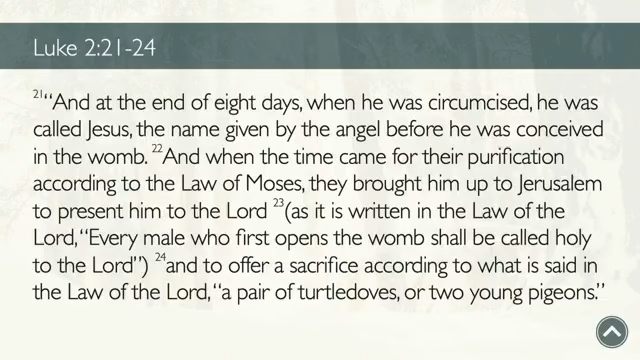 Luke 2:21-24
21“And at the end of eight days, when he was circumcised, he was
called Jesus, the name given by the angel before he was conceived
in the womb. 22And when the time came for their purification
according to the Law of Moses, they brought him up to Jerusalem
to present him to the Lord 23(as it is written in the Law of the
Lord, “Every male who first opens the womb shall be called holy
to the Lord”) 24and to offer a sacrifice according to what is said in
the Law of the Lord, “a pair of turtledoves, or two young pigeons.”